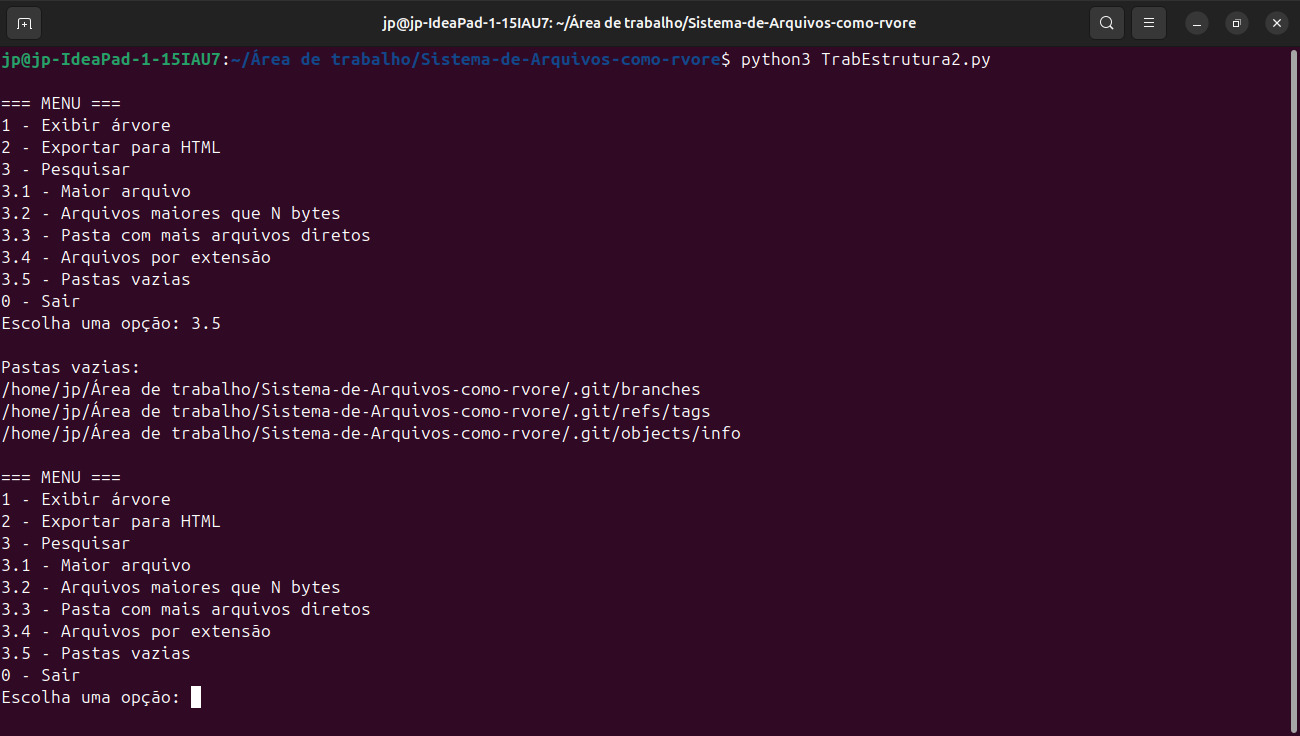 jp@jp-IdeaPad-1-15IAU7: ~/Área de trabalho/Sistema-de-Arquivos-como-rvore
jp@jp-IdeaPad-1-15IAU7:~/Área de trabalho/Sistema-de-Arquivos-como-rvore$ python3 TrabEstrutura2.py
=== MENU ===
1 - Exibir árvore
2 - Exportar para HTML
3 - Pesquisar
3.1 - Maior arquivo
3.2 - Arquivos maiores que N bytes
3.3 - Pasta com mais arquivos diretos
3.4 - Arquivos por extensão
3.5 - Pastas vazias
0 - Sair
Escolha uma opção: 3.5
Pastas vazias:
/home/jp/Área de trabalho/Sistema-de-Arquivos-como-rvore/.git/branches
/home/jp/Área de trabalho/Sistema-de-Arquivos-como-rvore/.git/refs/tags
/home/jp/Área de trabalho/Sistema-de-Arquivos-como-rvore/.git/objects/info
=== MENU ===
1 - Exibir árvore
2 - Exportar para HTML
3 - Pesquisar
3.1 - Maior arquivo
3.2 - Arquivos maiores que N bytes
3.3 - Pasta com mais arquivos diretos
3.4 - Arquivos por extensão
3.5 - Pastas vazias
0 - Sair
Escolha uma opção: